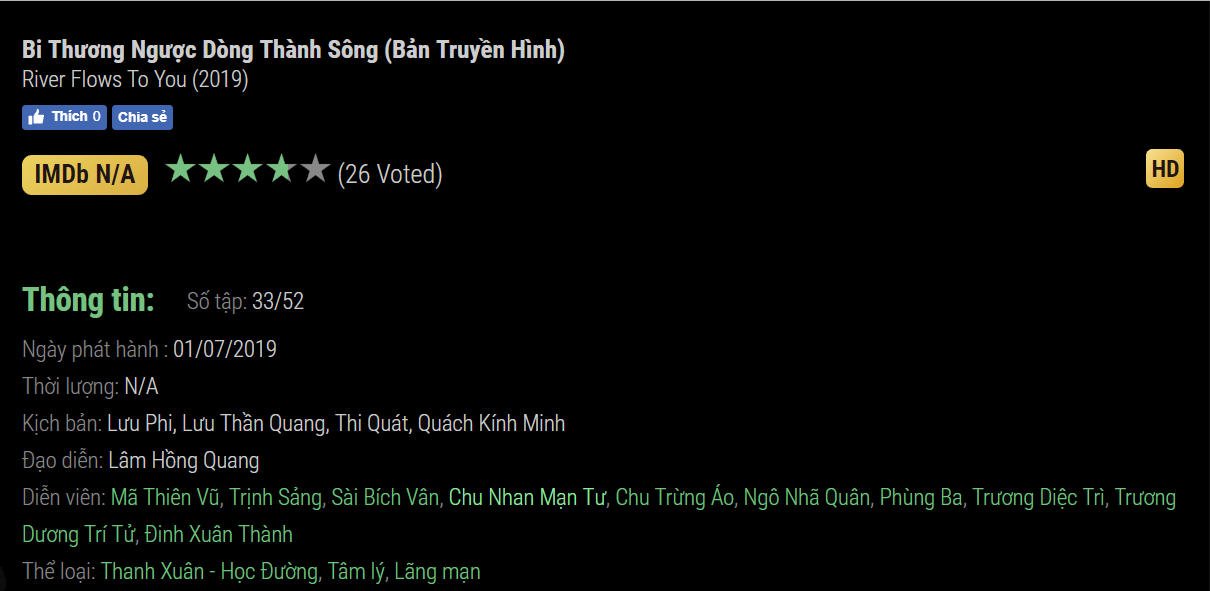 Bi Thương Ngược Dòng Thành Sông (Bản Truyền Hình)
River Flows To You (2019)
Thích 0 Chia sẻ
IMDb N/A (26 Voted) HD
Thông tin: Số tập: 33/52
Ngày phát hành : 01/07/2019
Thời lượng: N/A
Kịch bản: Lưu Phi, Lưu Thần Quang, Thi Quát, Quách Kính Minh
Đạo diễn: Lâm Hồng Quang
Diễn viên: Mã Thiên Vũ, Trịnh Sảng, Sài Bích Vân, Chu Nhan Mạn Tư, Chu Trừng Áo, Ngô Nhã Quân, Phùng Ba, Trương Diệc Trì, Trương
Dương Trí Tử, Đinh Xuân Thành
Thể loại: Thanh Xuân - Học Đường, Tâm lý, Lãng mạn